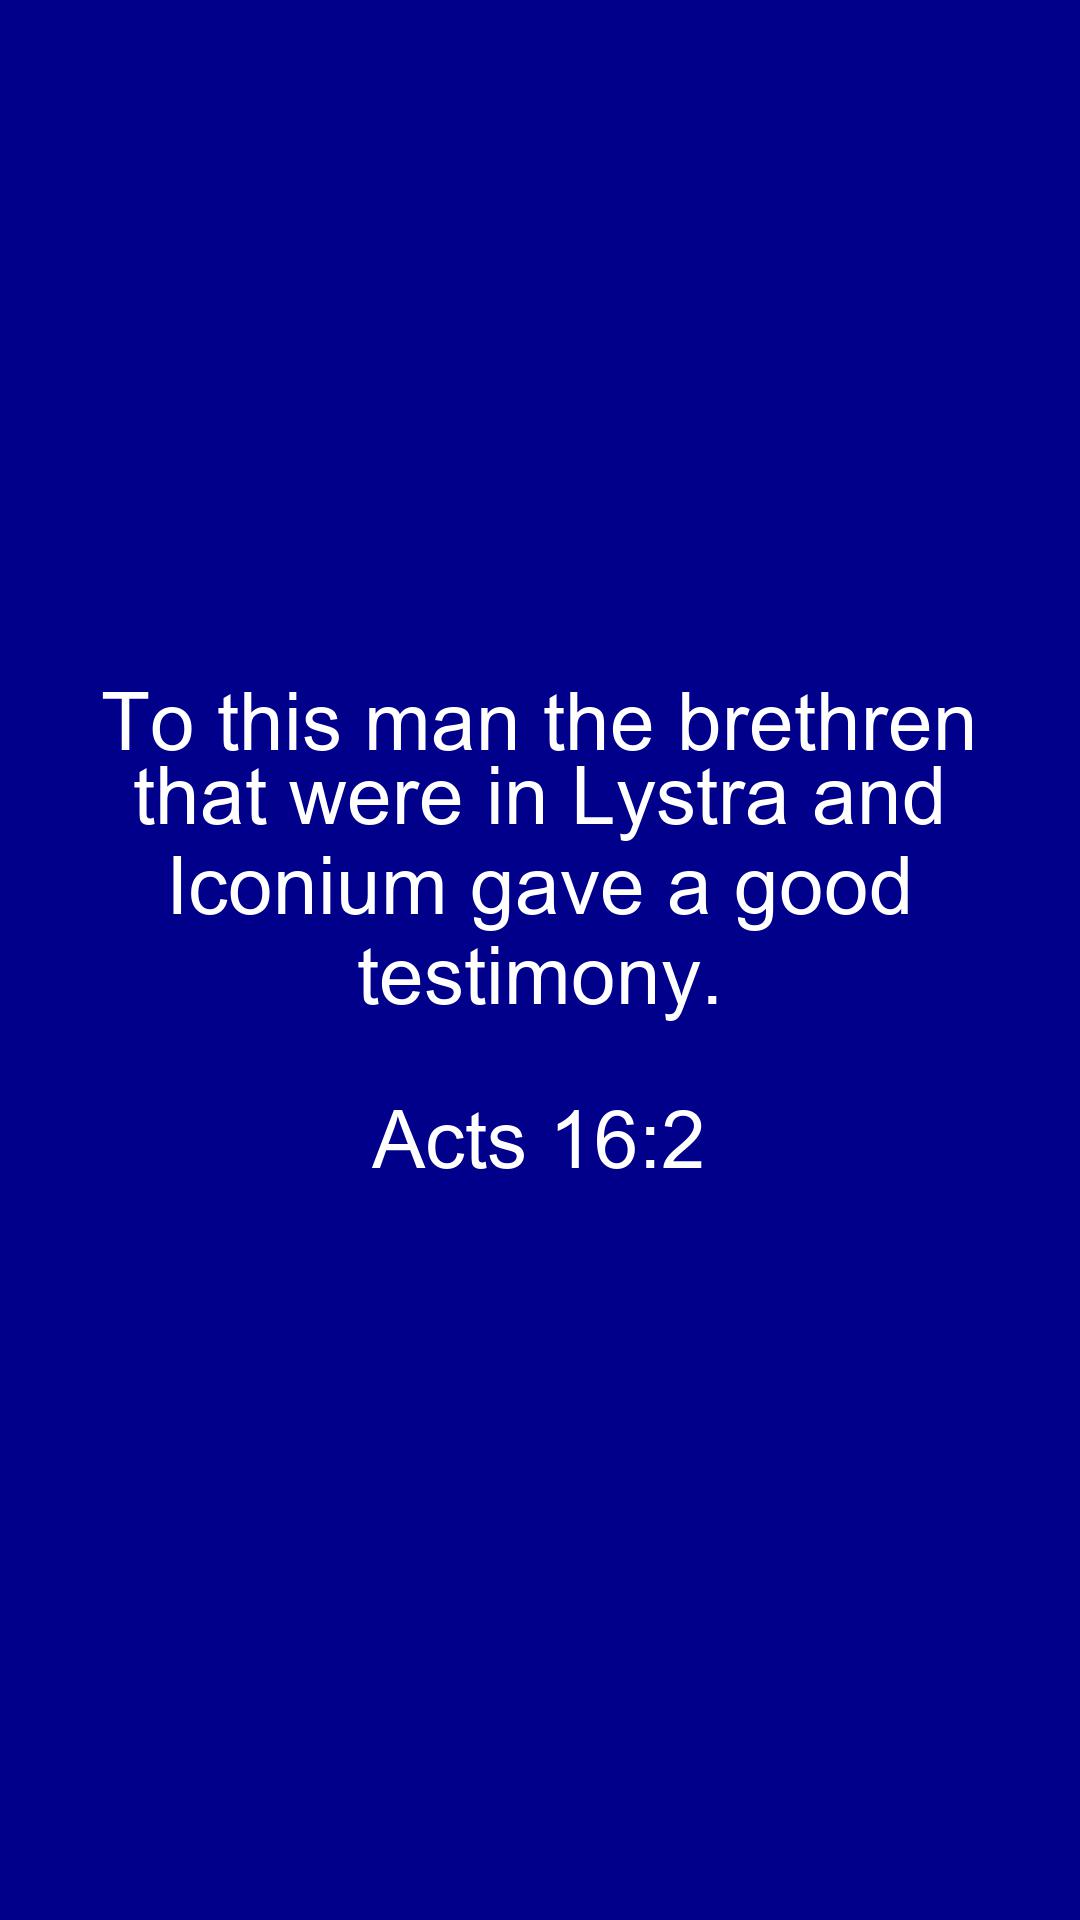 To this man the brethren
that were in Lystra and
Iconium gave a good
testimony.
Acts 16:2